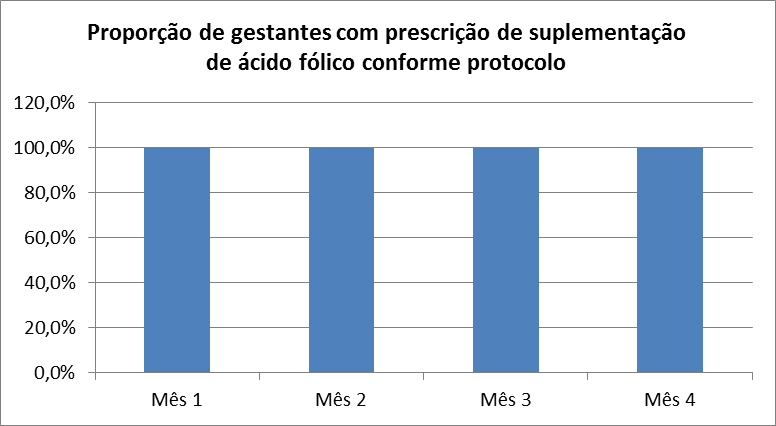 Proporção de gestantes com prescrição de suplementação
de ácido fólico conforme protocolo
120,0%
100,0%
80,0%
60,0%
40,0%
20,0%
0,0%
Mês 1 Mês 2 Mês 3 Mês 4